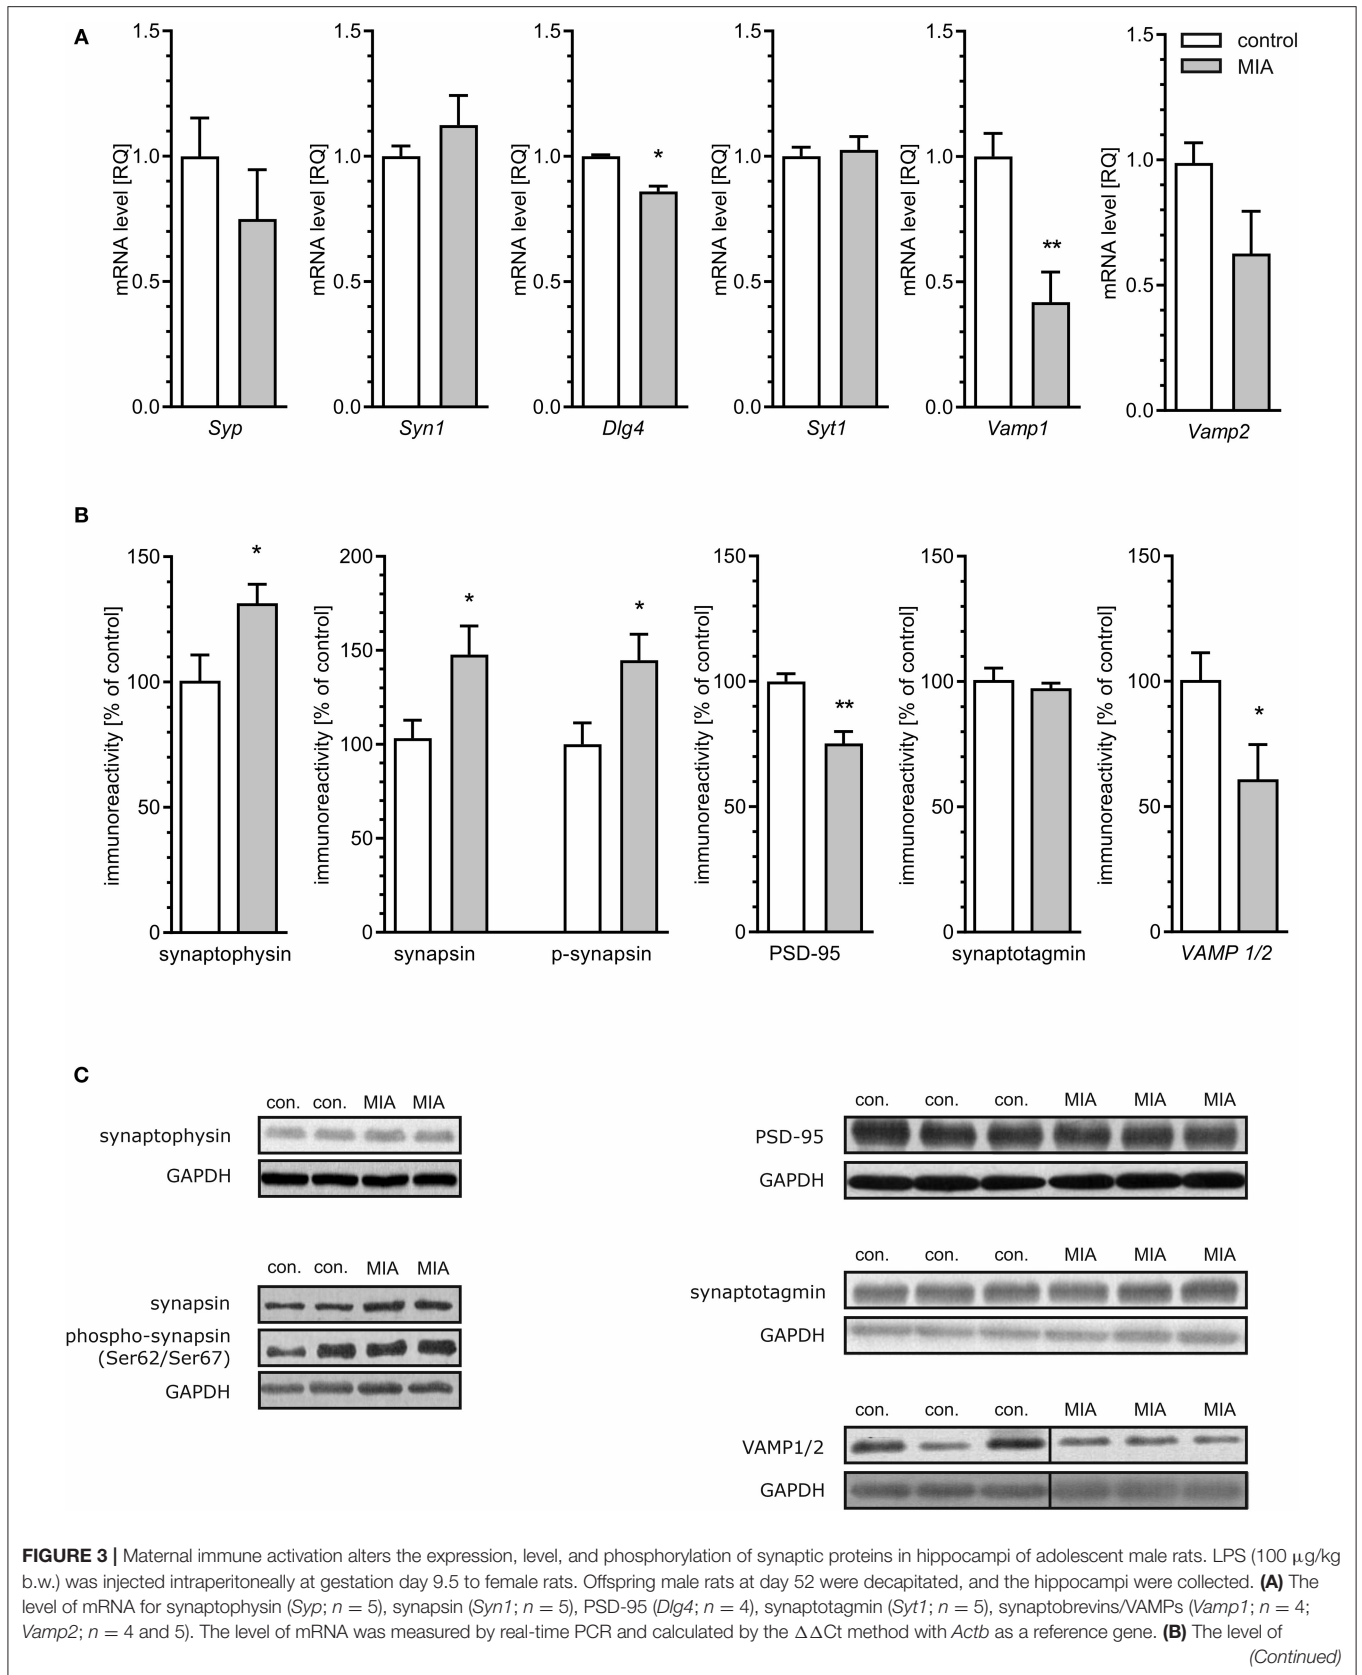 A
control
MIA
mRNA level [RQ]
1.5
1.0
0.5
0.0
Syp
mRNA level [RQ]
1.5
1.0
0.5
0.0
Syn1
mRNA level [RQ]
1.5
1.0
0.5
0.0
*
Dlg4
mRNA level [RQ]
1.5
1.0
0.5
0.0
Syt1
mRNA level [RQ]
1.5
1.0
0.5
0.0
**
Vamp1
mRNA level [RQ]
1.5
1.0
0.5
0.0
Vamp2
B
immunoreactivity [% of control]
150
100
50
0
*
synaptophysin
immunoreactivity [% of control]
200
150
100
50
0
*
*
synapsin
p-synapsin
immunoreactivity [% of control]
150
100
50
0
**
PSD-95
immunoreactivity [% of control]
150
100
50
0
synaptotagmin
immunoreactivity [% of control]
150
100
50
0
*
VAMP 1/2
C
con. con. MIA MIA
synaptophysin
GAPDH
con. con. MIA MIA
synapsin
phospho-synapsin
(Ser62/Ser67)
GAPDH
con. con. con. MIA MIA MIA
PSD-95
GAPDH
con. con. con. MIA MIA MIA
synaptotagmin
GAPDH
con. con. con. MIA MIA MIA
VAMP1/2
GAPDH
FIGURE 3 | Maternal immune activation alters the expression, level, and phosphorylation of synaptic proteins in hippocampi of adolescent male rats. LPS (100 μg/kg
b.w.) was injected intraperitoneally at gestation day 9.5 to female rats. Offspring male rats at day 52 were decapitated, and the hippocampi were collected. (A) The
level of mRNA for synaptophysin (Syp; n = 5), synapsin (Syn1; n = 5), PSD-95 (Dlg4; n = 4), synaptotagmin (Syt1; n = 5), synaptobrevins/VAMPs (Vamp1; n = 4;
Vamp2; n = 4 and 5). The level of mRNA was measured by real-time PCR and calculated by the ΔΔCt method with Actb as a reference gene. (B) The level of
(Continued)